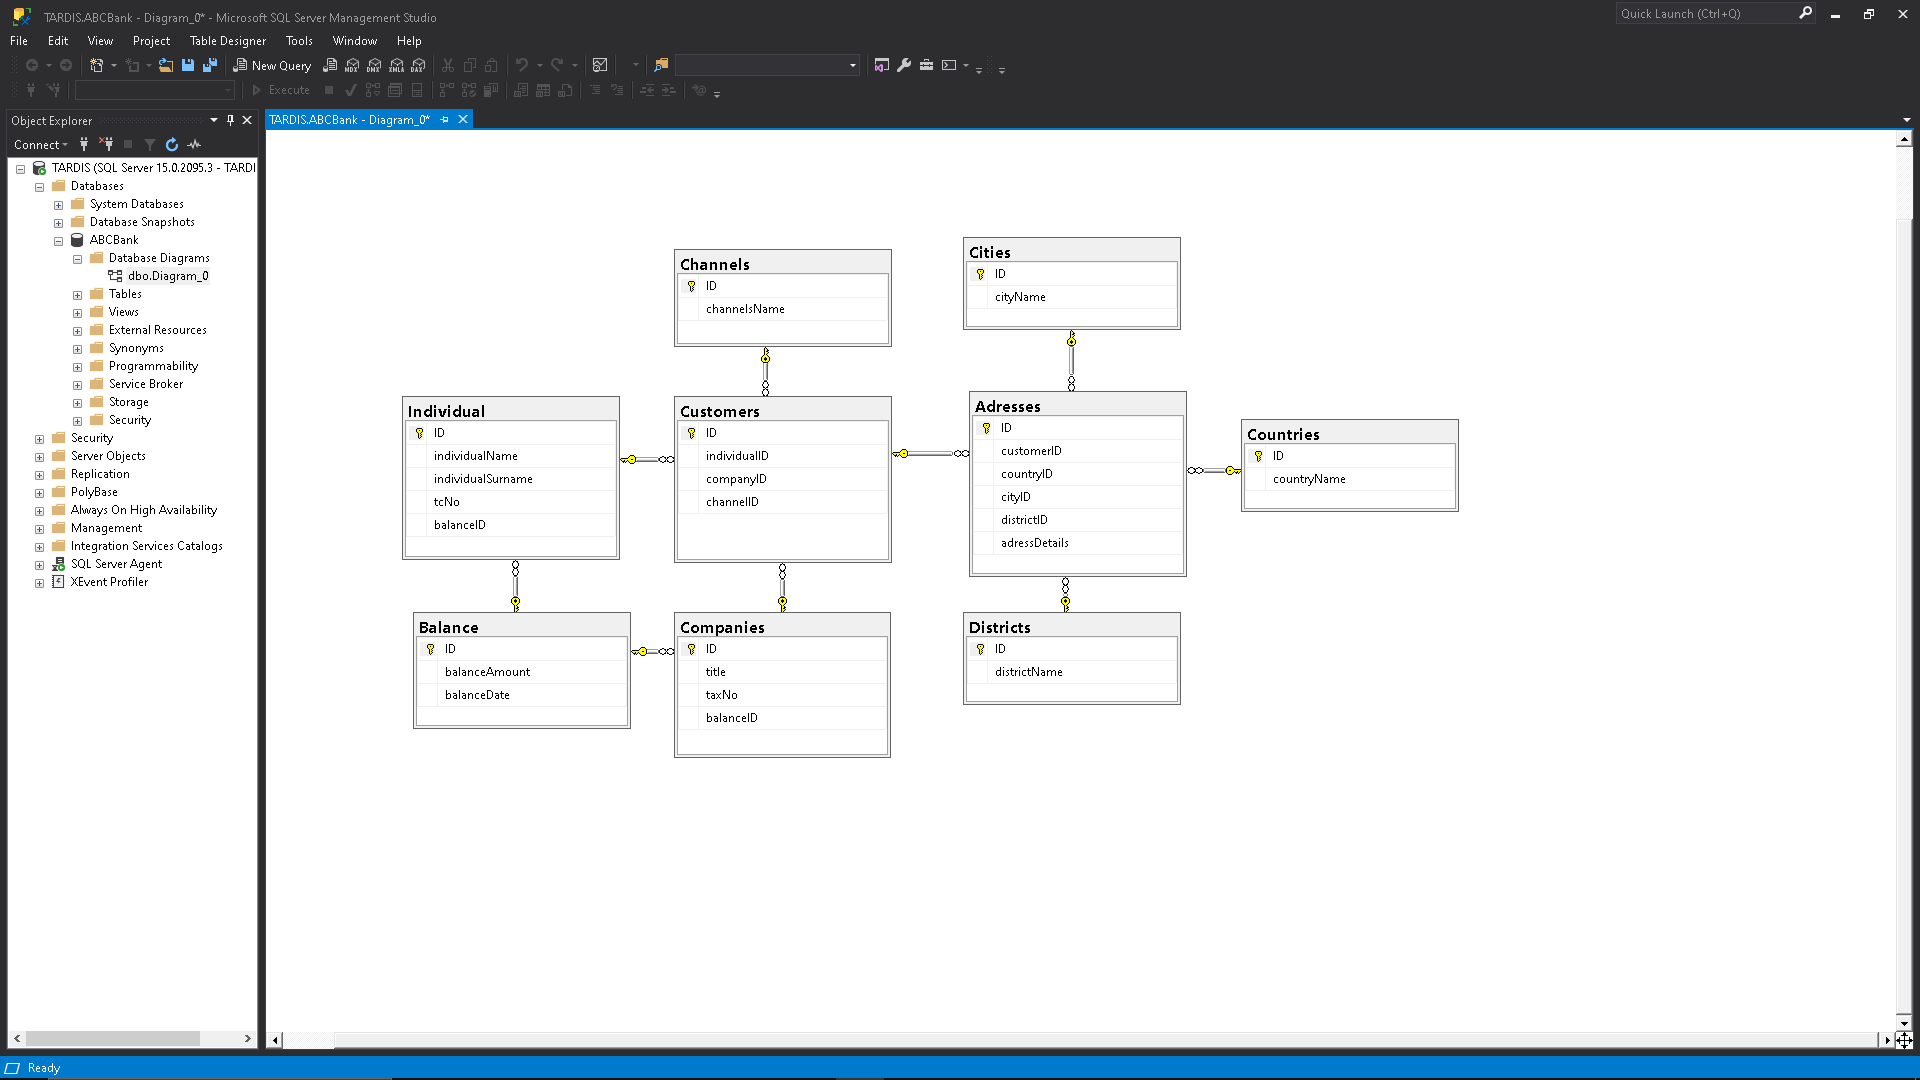 TARDIS.ABCBank - Diagram_0* - Microsoft SQL Server Management Studio
Quick Launch (Ctrl+Q)
File Edit View Project Table Designer Tools Window Help
New Query
MDX DMX XMLA DAX
Execute
Object Explorer
TARDIS.ABCBank - Diagram_0*
Connect
TARDIS (SQL Server 15.0.2095.3 - TARDI
Databases
System Databases
Database Snapshots
ABCBank
Database Diagrams
dbo.Diagram_0
Tables
Views
External Resources
Synonyms
Programmability
Service Broker
Storage
Security
Security
Server Objects
Replication
PolyBase
Always On High Availability
Management
Integration Services Catalogs
SQL Server Agent
XEvent Profiler
Channels
ID
channelsName
Cities
ID
cityName
Individual
ID
individualName
individualSurname
tcNo
balanceID
Customers
ID
individualID
companyID
channelID
Adresses
ID
customerID
countryID
cityID
districtID
adressDetails
Countries
ID
countryName
Balance
ID
balanceAmount
balanceDate
Companies
ID
title
taxNo
balanceID
Districts
ID
districtName
Ready